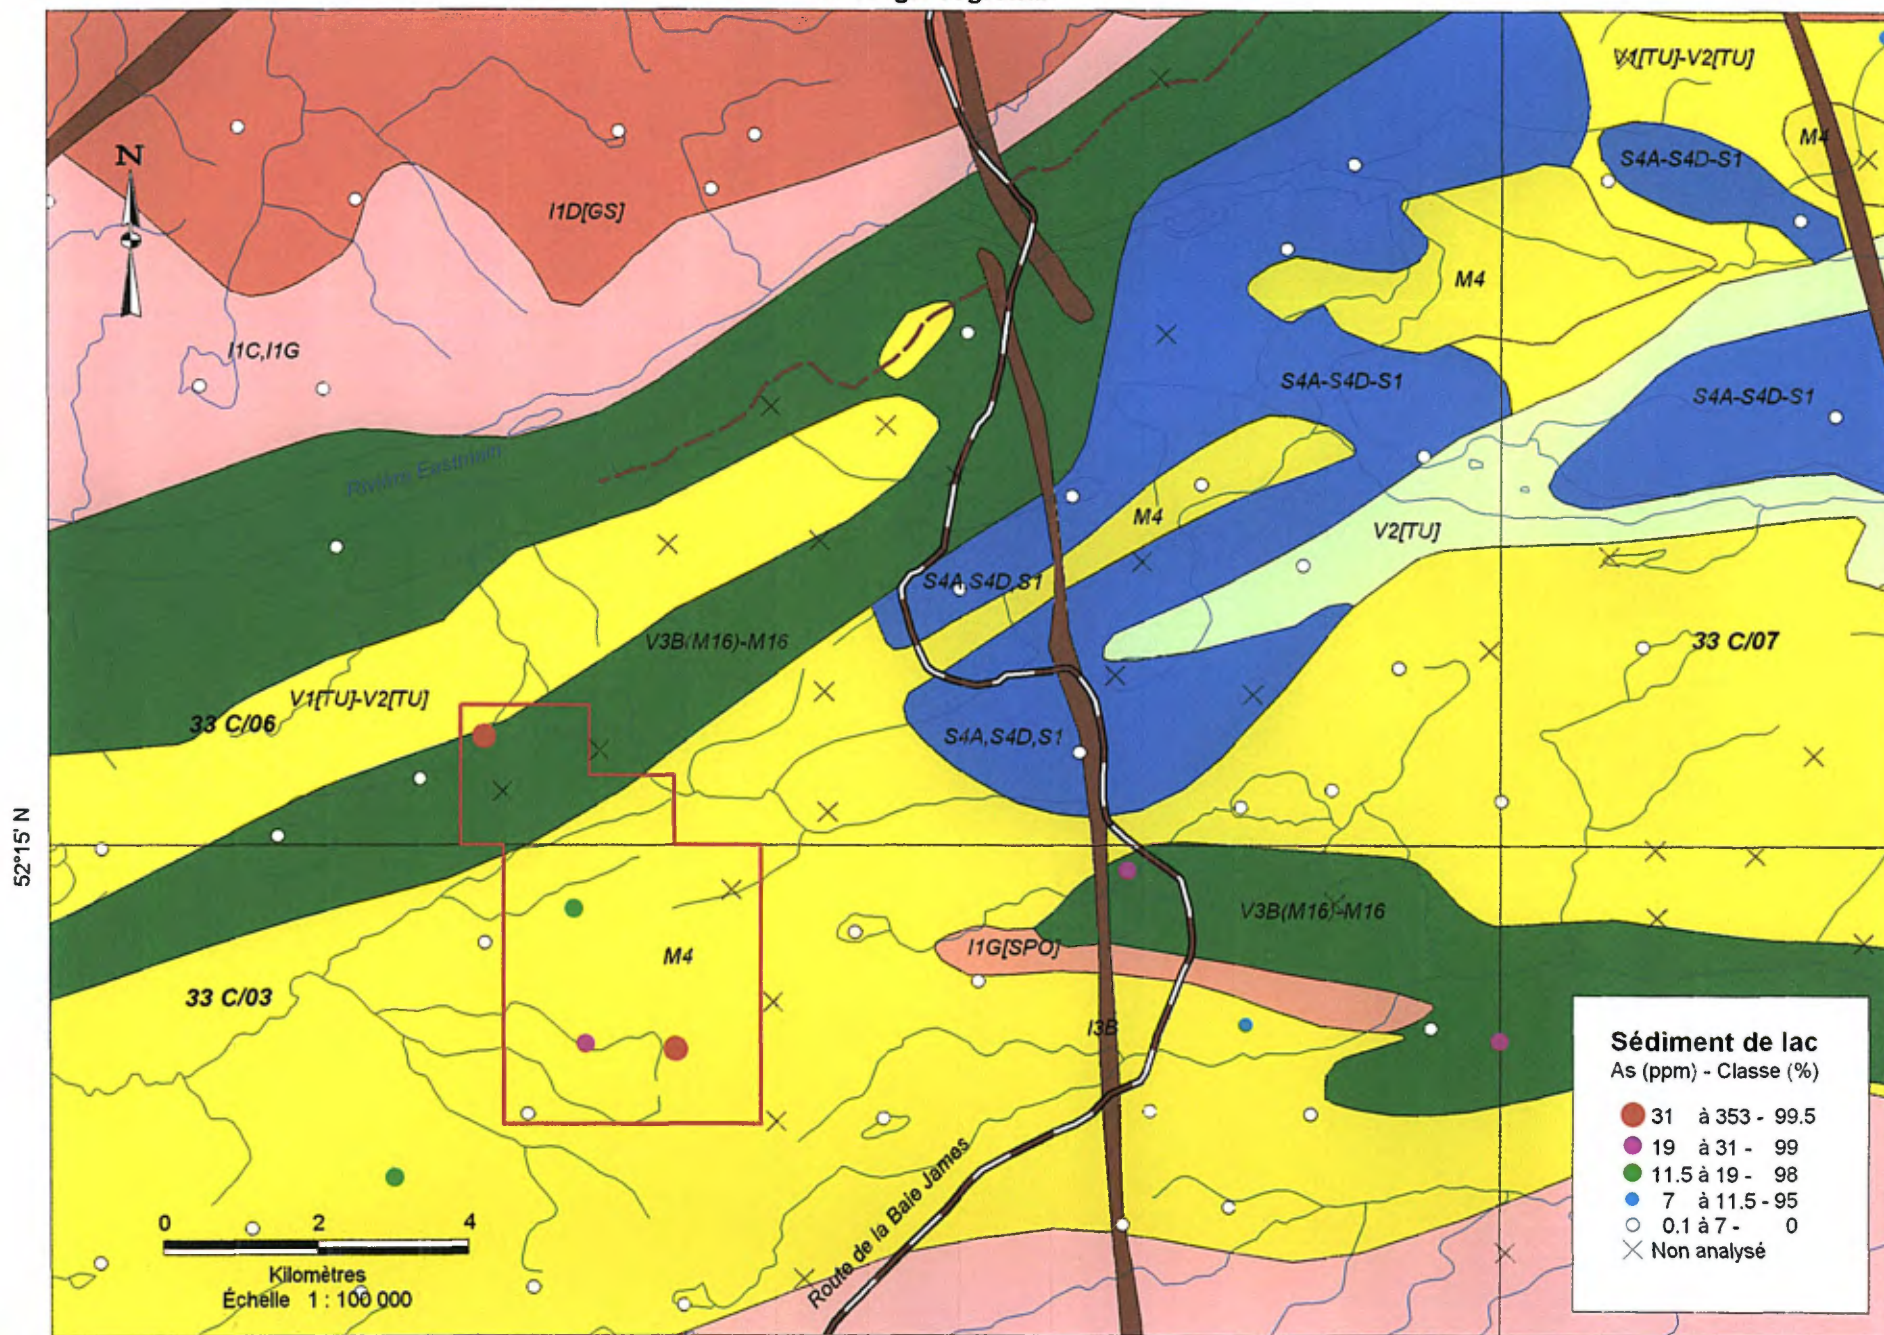 V1[TU]-V2[TU]
M4
S4A-S4D-S1
N
I1D[GS]
M4
I1C,I1G
S4A-S4D-S1
S4A-S4D-S1
Rivière Eastmain
M4
V2[TU]
S4A,S4D,S1
V3B(M16)-M16
33 C/07
V1[TU]-V2[TU]
33 C/06
S4A,S4D,S1
52°15' N
V3B(M16)-M16
I1G[SPO]
M4
33 C/03
I3B
Sédiment de lac
As (ppm) - Classe (%)
31 à 353 - 99.5
19 à 31 - 99
11.5 à 19 - 98
7 à 11.5 - 95
0.1 à 7 - 0
Non analysé
Route de la Baie James
0 2 4
Kilomètres
Échelle 1 : 100 000